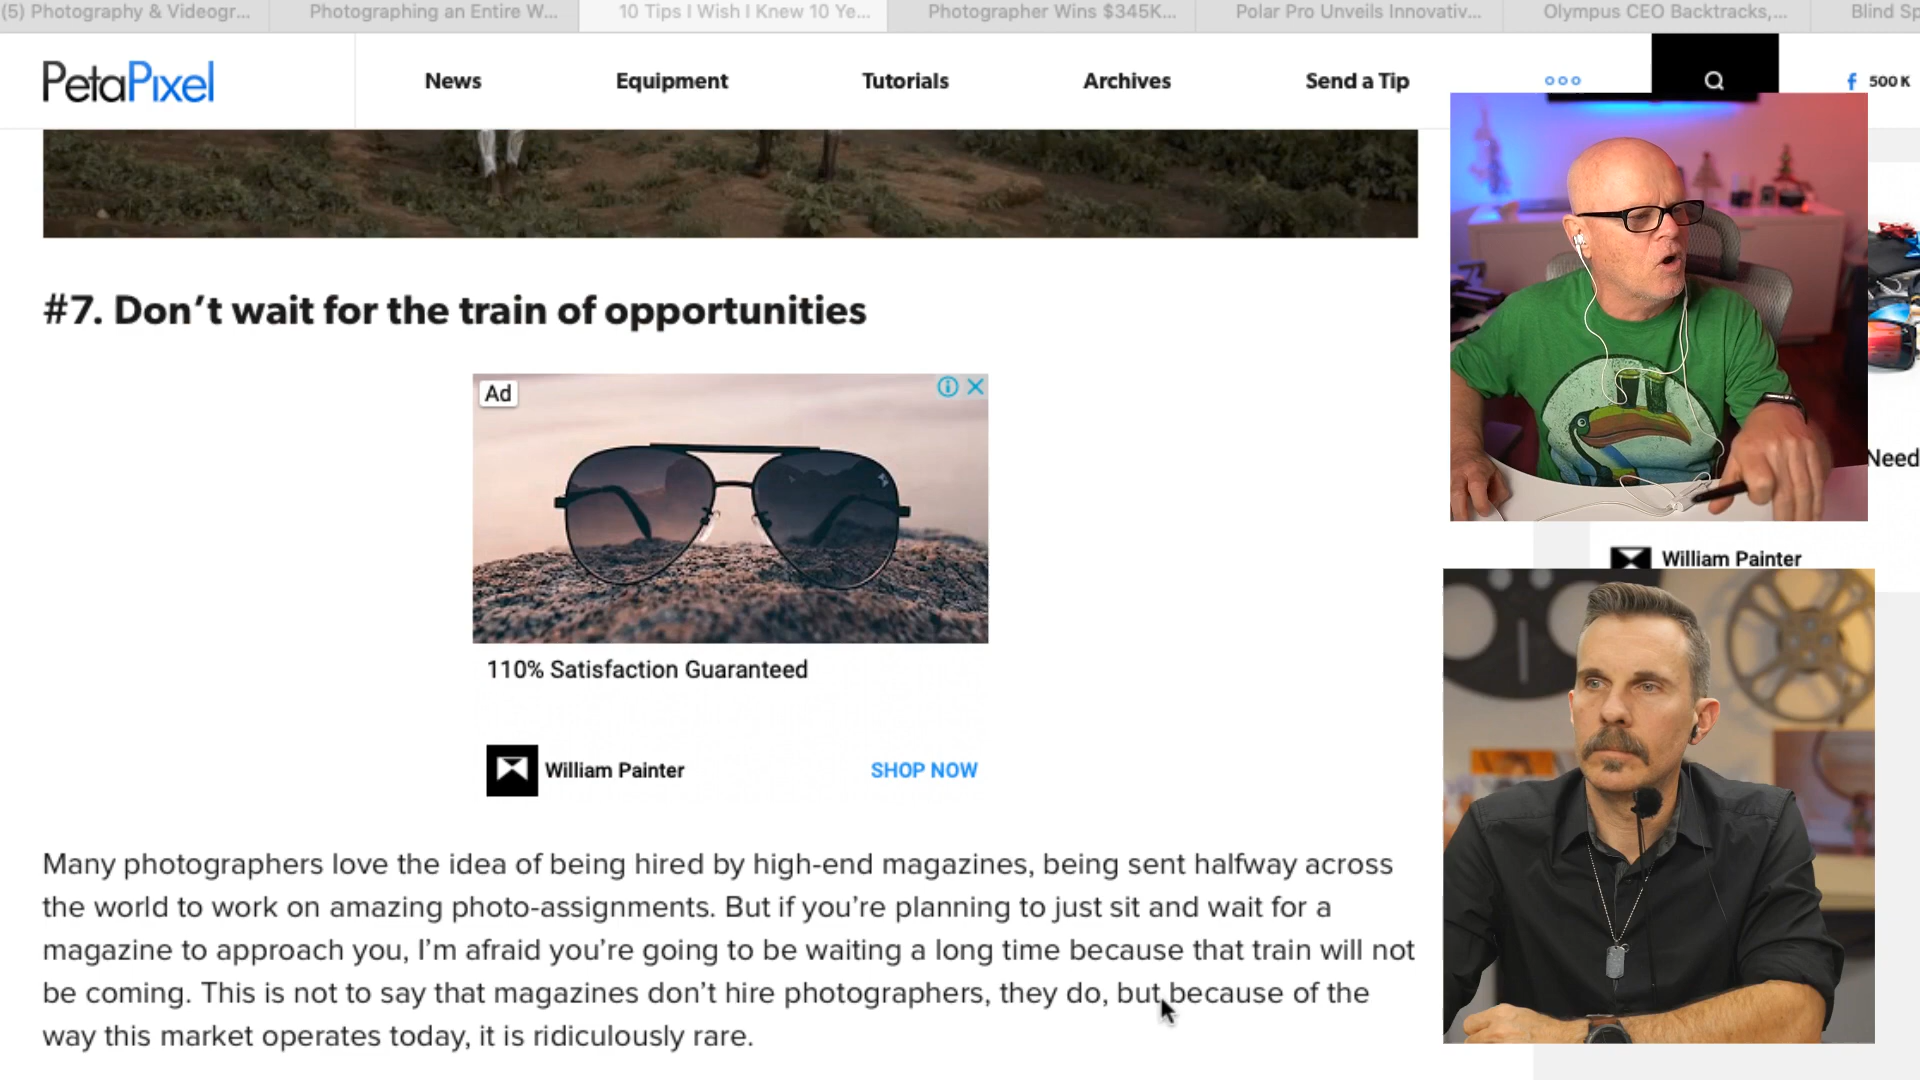 (5) Photography & Videogr...
Photographing an Entire W...
10 Tips I Wish I Knew 10 Ye...
Photographer Wins $345K...
Polar Pro Unveils Innovativ...
Olympus CEO Backtracks,...
Blind Sp
PetaPixel
News
Equipment
Tutorials
Archives
Send a Tip
500 K
#7. Don't wait for the train of opportunities
Ad
110% Satisfaction Guaranteed
William Painter
SHOP NOW
Need
William Painter
Many photographers love the idea of being hired by high-end magazines, being sent halfway across
the world to work on amazing photo-assignments. But if you're planning to just sit and wait for a
magazine to approach you, I'm afraid you're going to be waiting a long time because that train will not
be coming. This is not to say that magazines don't hire photographers, they do, but because of the
way this market operates today, it is ridiculously rare.